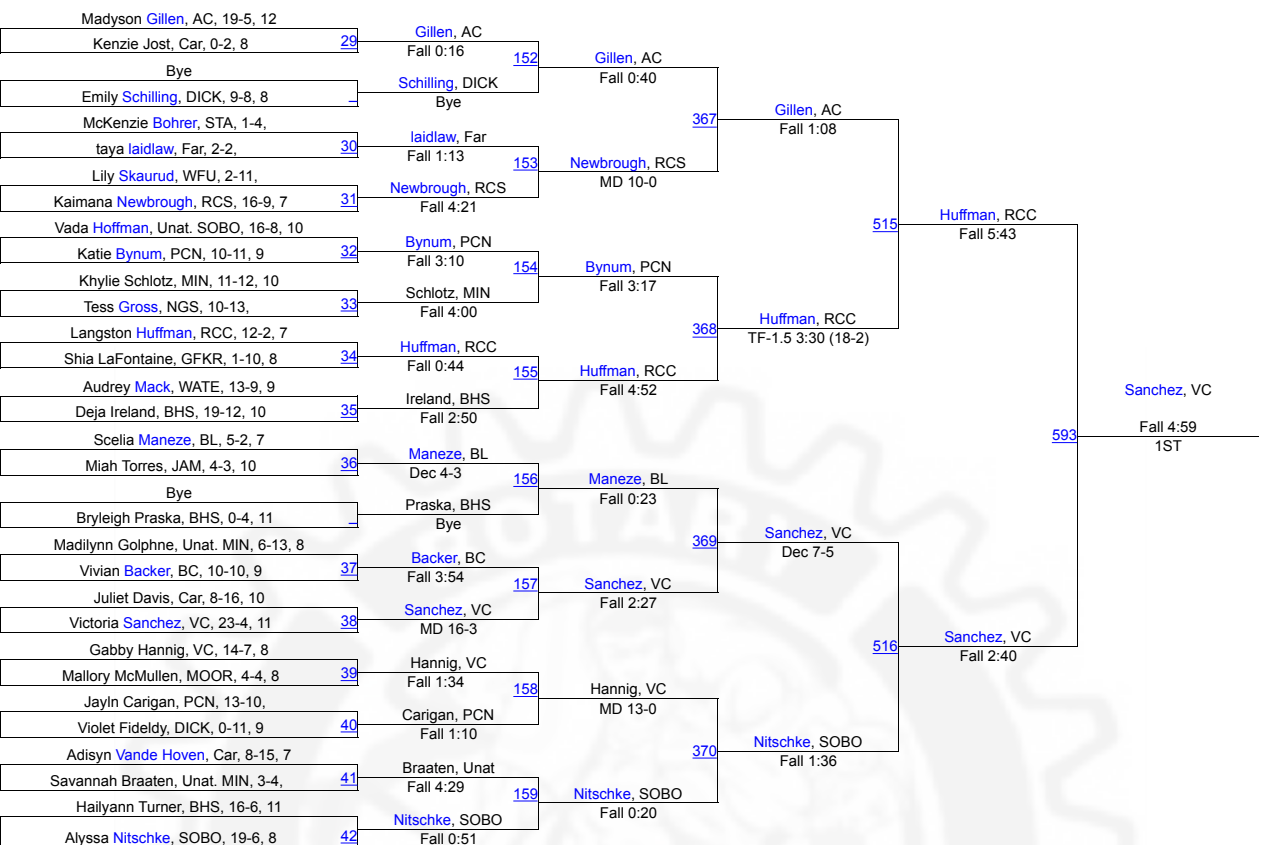 Madyson Gillen, AC, 19-5, 12
Kenzie Jost, Car, 0-2, 8
29
Bye
Emily Schilling, DICK, 9-8, 8
McKenzie Bohrer, STA, 1-4,
taya laidlaw, Far, 2-2,
30
Lily Skaurud, WFU, 2-11,
Kaimana Newbrough, RCS, 16-9, 7
31
Vada Hoffman, Unat. SOBO, 16-8, 10
Katie Bynum, PCN, 10-11, 9
32
Khylie Schlotz, MIN, 11-12, 10
Tess Gross, NGS, 10-13,
33
Langston Huffman, RCC, 12-2, 7
Shia LaFontaine, GFKR, 1-10, 8
34
Audrey Mack, WATE, 13-9, 9
Deja Ireland, BHS, 19-12, 10
35
Scelia Maneze, BL, 5-2, 7
Miah Torres, JAM, 4-3, 10
36
Bye
Bryleigh Praska, BHS, 0-4, 11
Madilynn Golphne, Unat. MIN, 6-13, 8
Vivian Backer, BC, 10-10, 9
37
Juliet Davis, Car, 8-16, 10
Victoria Sanchez, VC, 23-4, 11
38
Gabby Hannig, VC, 14-7, 8
Mallory McMullen, MOOR, 4-4, 8
39
Jayln Carigan, PCN, 13-10,
Violet Fideldy, DICK, 0-11, 9
40
Adisyn Vande Hoven, Car, 8-15, 7
Savannah Braaten, Unat. MIN, 3-4,
41
Hailyann Turner, BHS, 16-6, 11
Alyssa Nitschke, SOBO, 19-6, 8
42
Gillen, AC
Fall 0:16
152
Schilling, DICK
Bye
laidlaw, Far
Fall 1:13
153
Newbrough, RCS
Fall 4:21
Bynum, PCN
Fall 3:10
154
Schlotz, MIN
Fall 4:00
Huffman, RCC
Fall 0:44
155
Ireland, BHS
Fall 2:50
Maneze, BL
Dec 4-3
156
Praska, BHS
Bye
Backer, BC
Fall 3:54
157
Sanchez, VC
MD 16-3
Hannig, VC
Fall 1:34
158
Carigan, PCN
Fall 1:10
Braaten, Unat
Fall 4:29
159
Nitschke, SOBO
Fall 0:51
Gillen, AC
Fall 0:40
367
Newbrough, RCS
MD 10-0
Bynum, PCN
Fall 3:17
368
Huffman, RCC
Fall 4:52
Maneze, BL
Fall 0:23
369
Sanchez, VC
Fall 2:27
Hannig, VC
MD 13-0
370
Nitschke, SOBO
Fall 0:20
Gillen, AC
Fall 1:08
515
Huffman, RCC
TF-1.5 3:30 (18-2)
Sanchez, VC
Dec 7-5
516
Nitschke, SOBO
Fall 1:36
Huffman, RCC
Fall 5:43
593
Sanchez, VC
Fall 2:40
Sanchez, VC
Fall 4:59
1ST